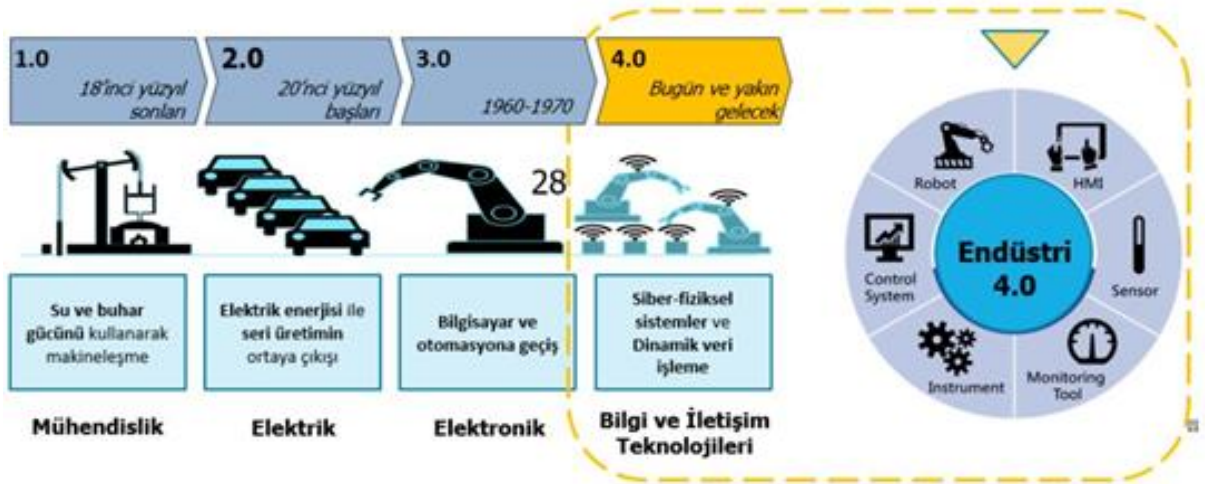 1.0
18'inci yüzyıl
sonları
2.0
20'nci yüzyıl
başları
3.0
1960-1970
4.0
Bugün ve yakın
gelecek
28
Su ve buhar
gücünü kullanarak
makineleşme
Elektrik enerjisi ile
seri üretimin
ortaya çıkışı
Bilgisayar ve
otomasyona geçiş
Siber-fiziksel
sistemler ve
Dinamik veri
işleme
Mühendislik
Elektrik
Elektronik
Bilgi ve İletişim
Teknolojileri
Robot
HMI
Control
System
Endüstri
4.0
Sensor
Instrument
Monitoring
Tool